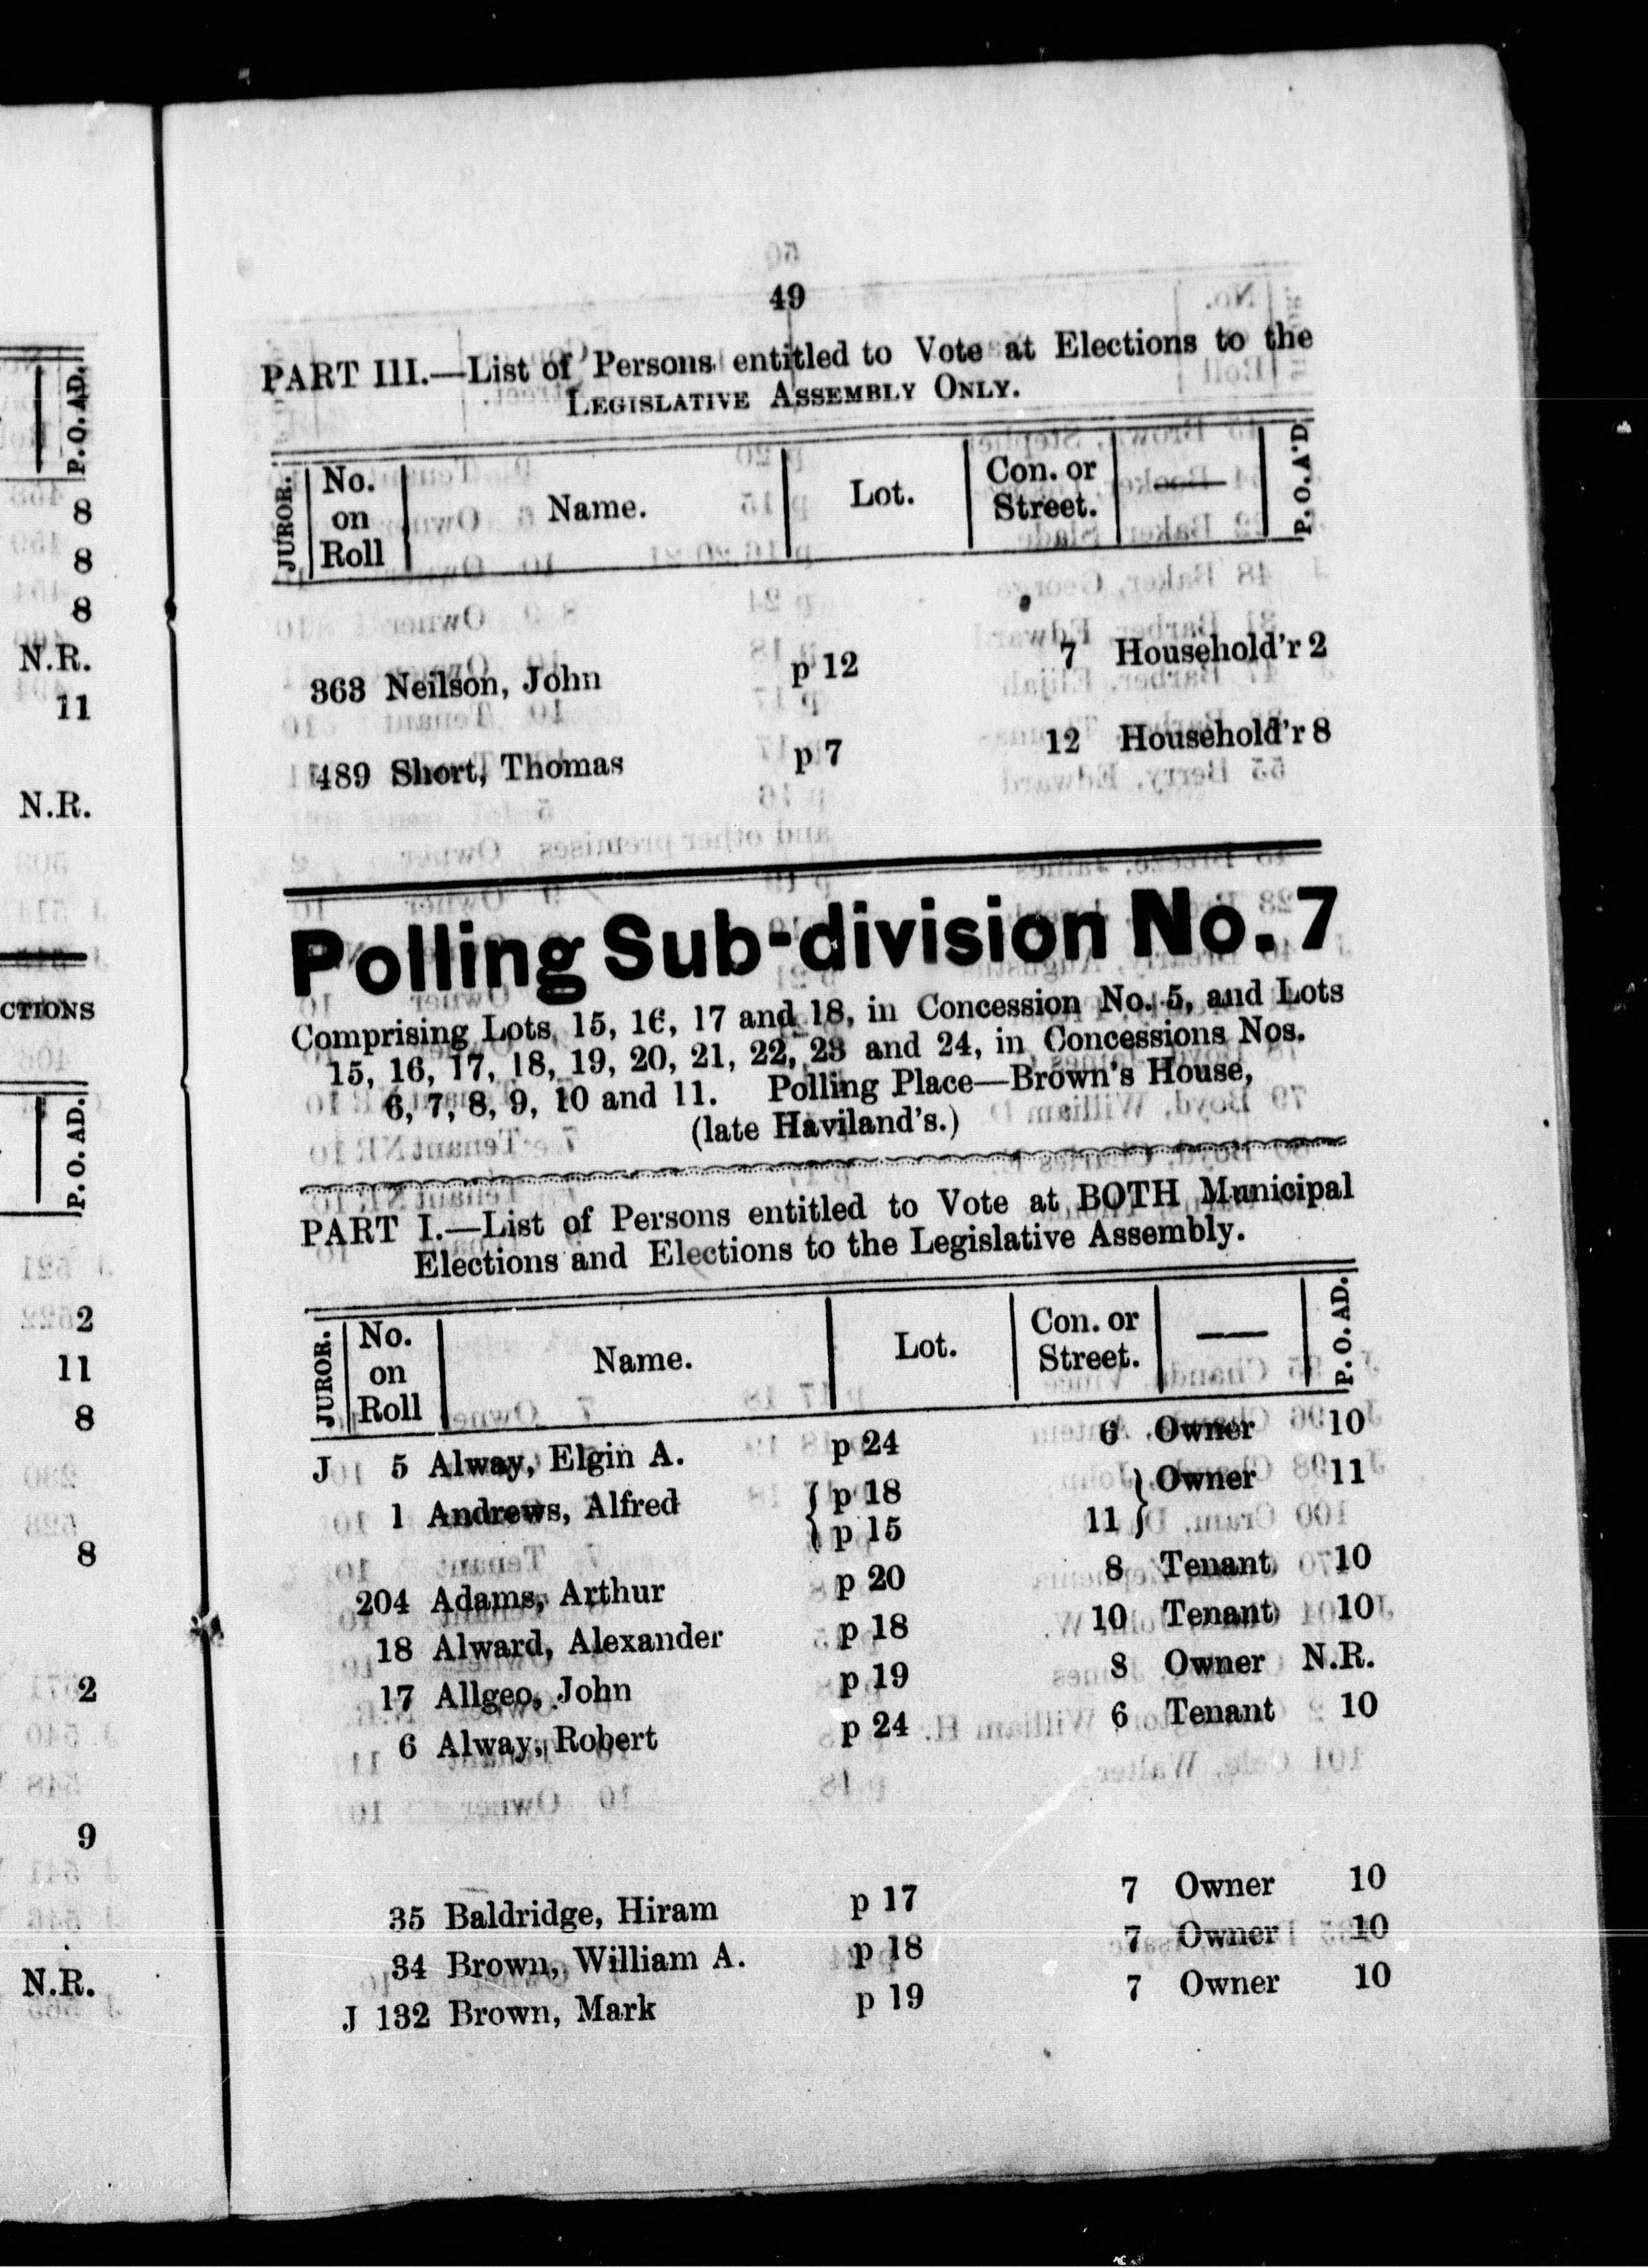 P. O. AD.
8
8
8
N.R.
11
N.R.
CTIONS
P. O. AD.
2
11
8
8
2
9
N.R.
49
PART III.—List of Persons entitled to Vote at Elections to the
LEGISLATIVE ASSEMBLY ONLY.
JUROR. No. on Roll Name. Lot. Con. or Street. — P. O. A'D
363 Neilson, John p 12 7 Household'r 2
489 Short, Thomas p 7 12 Household'r 8
Polling Sub-division No. 7
Comprising Lots 15, 16, 17 and 18, in Concession No. 5, and Lots
15, 16, 17, 18, 19, 20, 21, 22, 23 and 24, in Concessions Nos.
6, 7, 8, 9, 10 and 11. Polling Place—Brown's House,
(late Haviland's.)
PART I.—List of Persons entitled to Vote at BOTH Municipal
Elections and Elections to the Legislative Assembly.
JUROR. No. on Roll Name. Lot. Con. or Street. — P. O. AD.
J 5 Alway, Elgin A. p 24 6 Owner 10
1 Andrews, Alfred { p 18 } Owner 11
{ p 15 11 }
204 Adams, Arthur p 20 8 Tenant 10
18 Alward, Alexander p 18 10 Tenant 10
17 Allgeo, John p 19 8 Owner N.R.
6 Alway, Robert p 24 6 Tenant 10
35 Baldridge, Hiram p 17 7 Owner 10
34 Brown, William A. p 18 7 Owner 10
J 132 Brown, Mark p 19 7 Owner 10